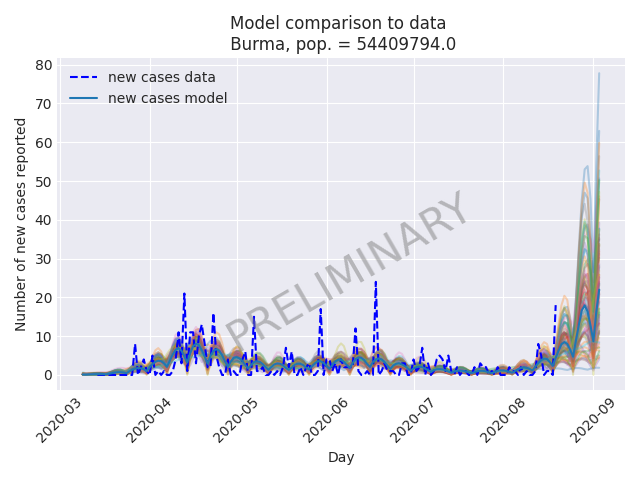 Model comparison to data
Burma, pop. = 54409794.0
new cases data
new cases model
PRELIMINARY
Number of new cases reported
80
70
60
50
40
30
20
10
0
2020-03
2020-04
2020-05
2020-06
2020-07
2020-08
2020-09
Day